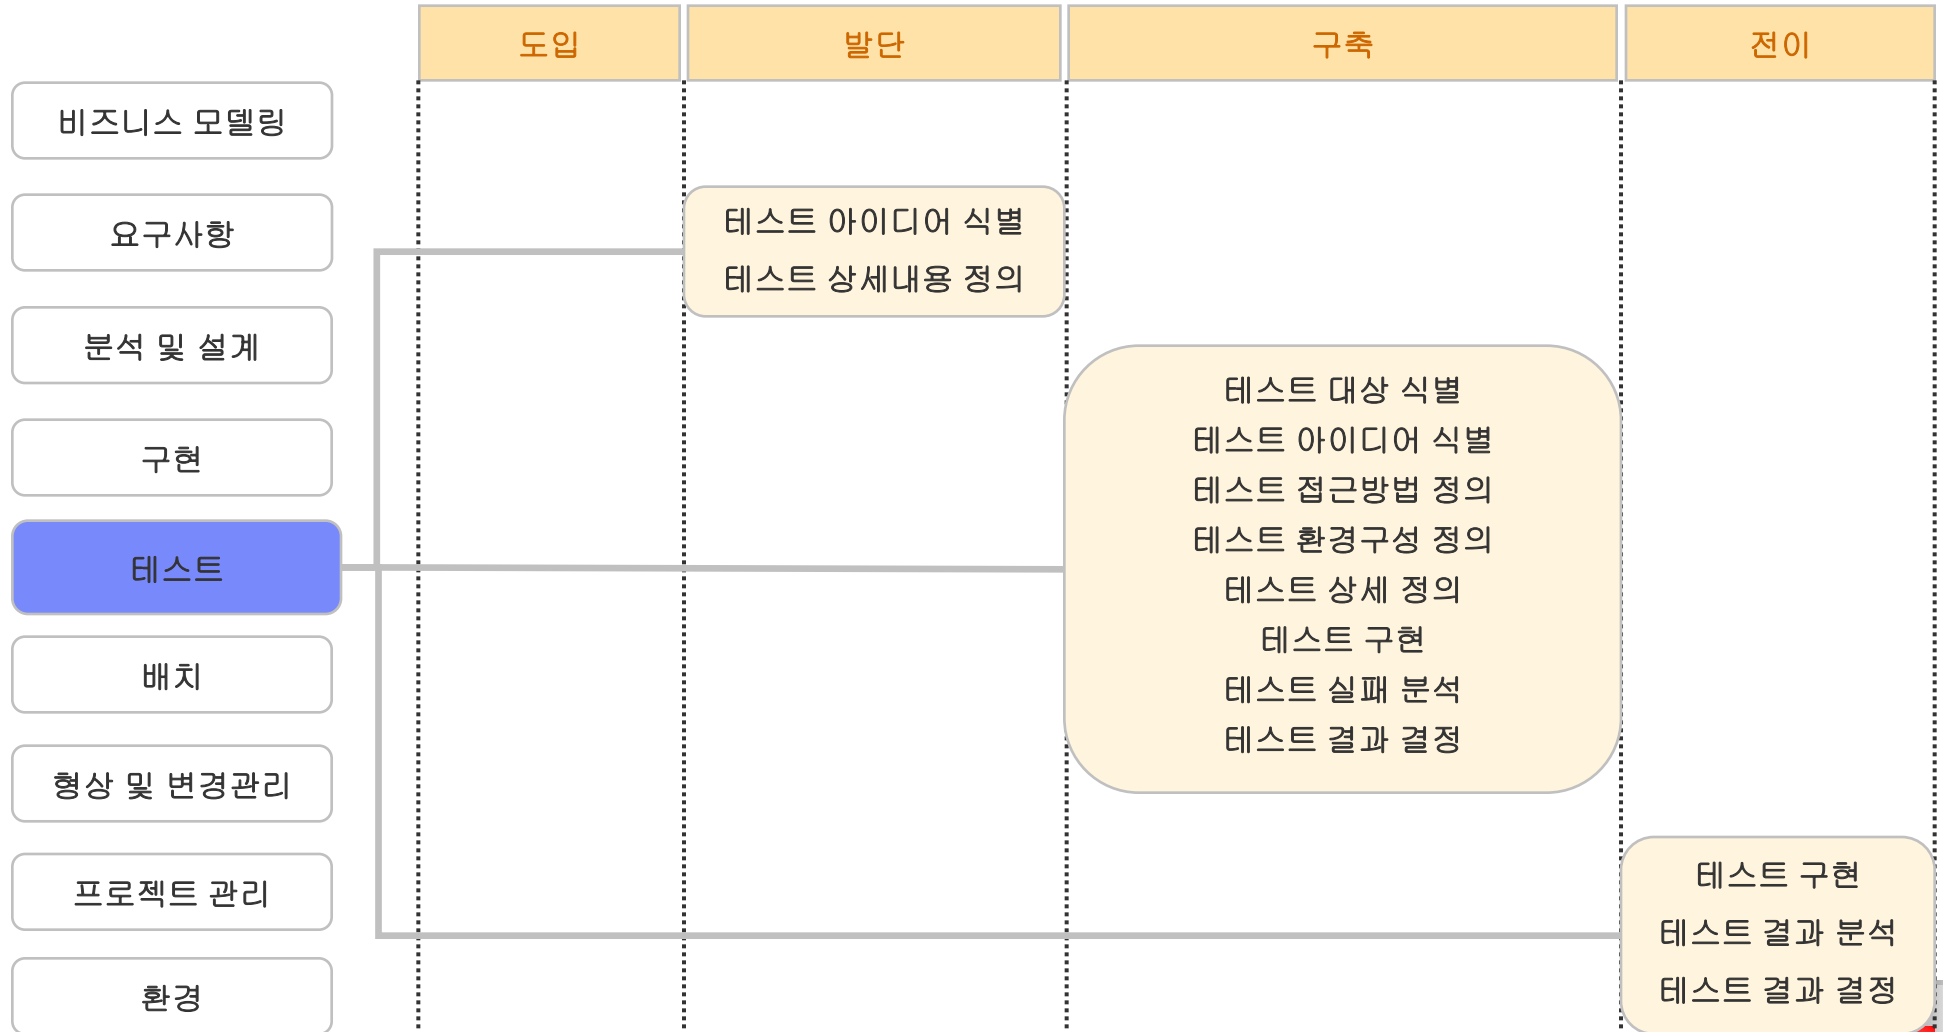 도입
발단
구축
전이
비즈니스 모델링
요구사항
분석 및 설계
구현
테스트
배치
형상 및 변경관리
프로젝트 관리
환경
테스트 아이디어 식별
테스트 상세내용 정의
테스트 대상 식별
테스트 아이디어 식별
테스트 접근방법 정의
테스트 환경구성 정의
테스트 상세 정의
테스트 구현
테스트 실패 분석
테스트 결과 결정
테스트 구현
테스트 결과 분석
테스트 결과 결정